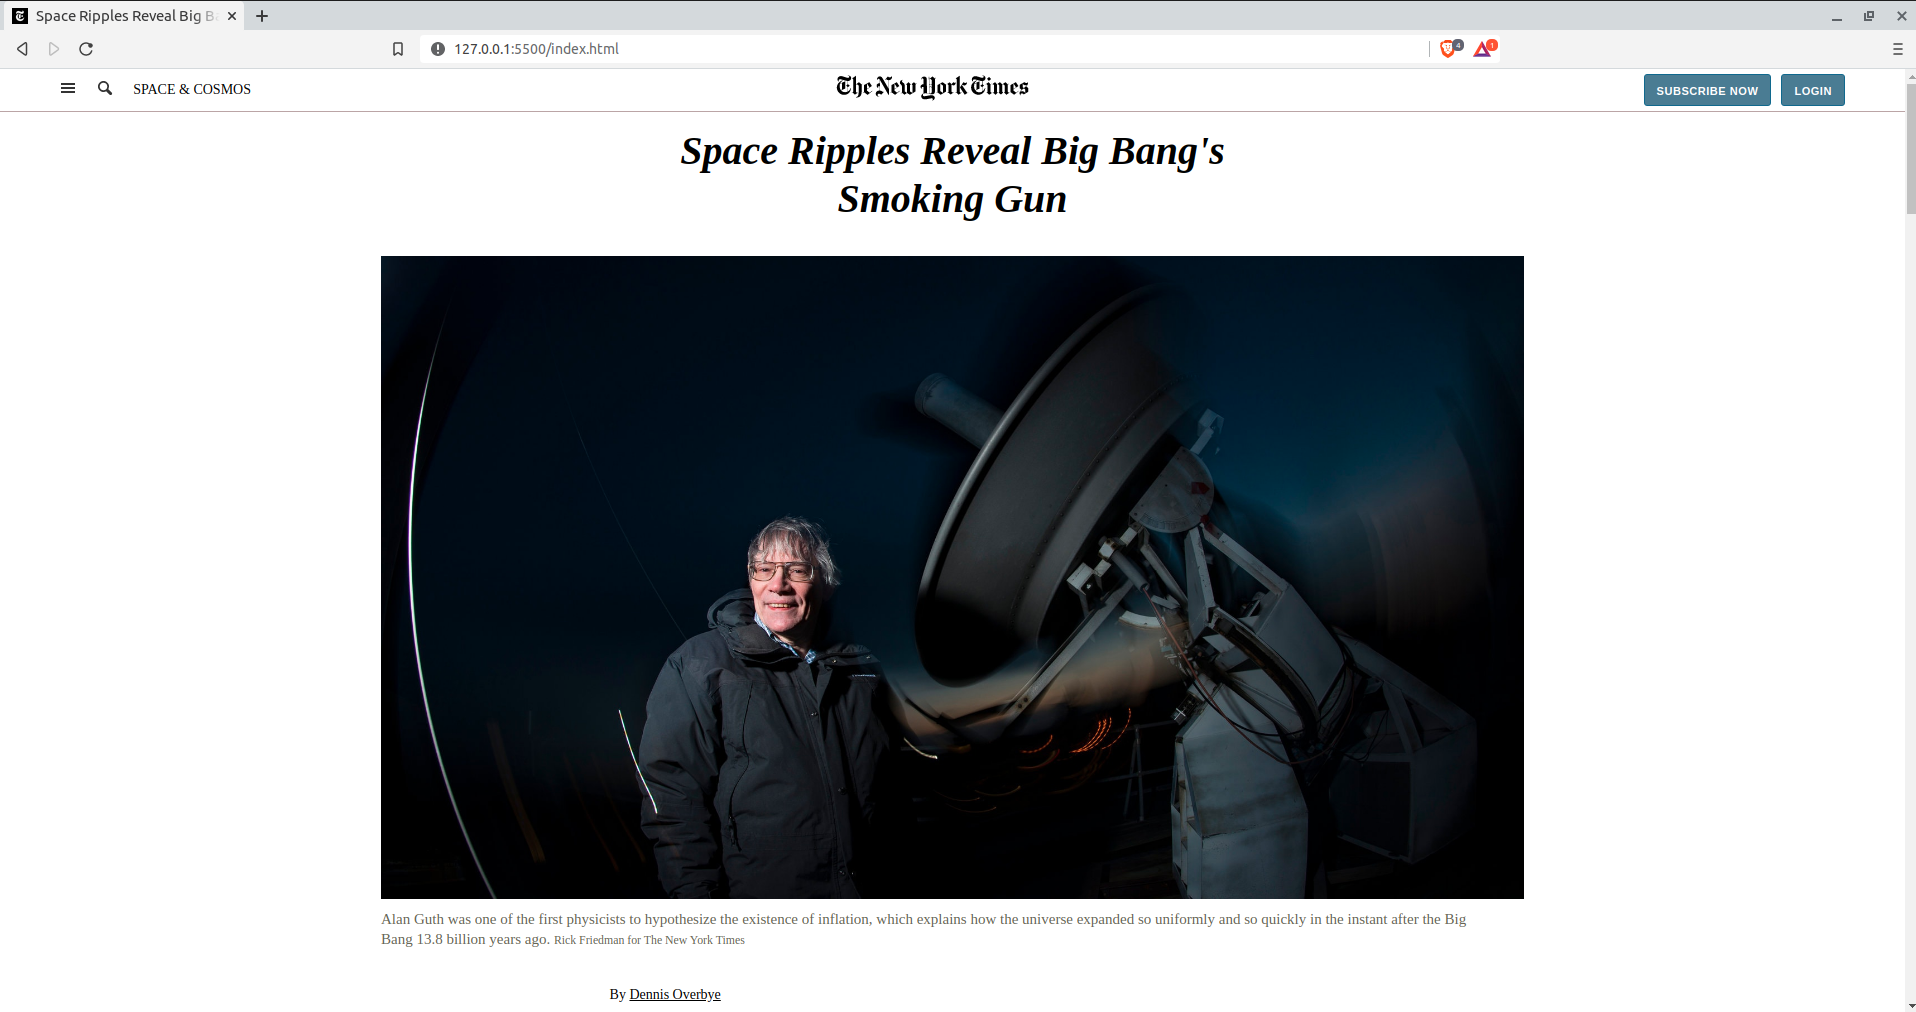 Space Ripples Reveal Big Ba
127.0.0.1:5500/index.html
4
1
SPACE & COSMOS
The New York Times
SUBSCRIBE NOW
LOGIN
Space Ripples Reveal Big Bang's
Smoking Gun
Alan Guth was one of the first physicists to hypothesize the existence of inflation, which explains how the universe expanded so uniformly and so quickly in the instant after the Big
Bang 13.8 billion years ago. Rick Friedman for The New York Times
By Dennis Overbye